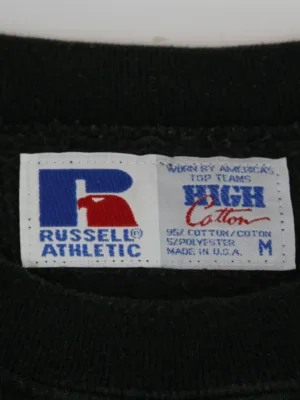 RUSSELL®
ATHLETIC
WORN BY AMERICA'S
TOP TEAMS
HIGH
Cotton
95% COTTON/COTON
5%POLYESTER
MADE IN U.S.A.
M